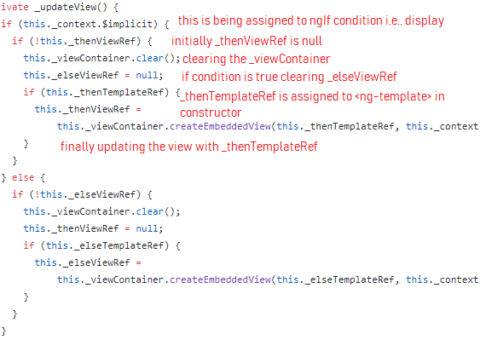 ivate _updateView() {
if (this._context.$implicit) { this is being assigned to ngIf condition i.e.. display
if (!this._thenViewRef) { initially _thenViewRef is null
this._viewContainer.clear(); clearing the _viewContainer
this._elseViewRef = null; if condition is true clearing _elseViewRef
if (this._thenTemplateRef) { _thenTemplateRef is assigned to <ng-template> in
this._thenViewRef = constructor
this._viewContainer.createEmbeddedView(this._thenTemplateRef, this._context
} finally updating the view with _thenTemplateRef
}
} else {
if (!this._elseViewRef) {
this._viewContainer.clear();
this._thenViewRef = null;
if (this._elseTemplateRef) {
this._elseViewRef =
this._viewContainer.createEmbeddedView(this._elseTemplateRef, this._context
}
}
}